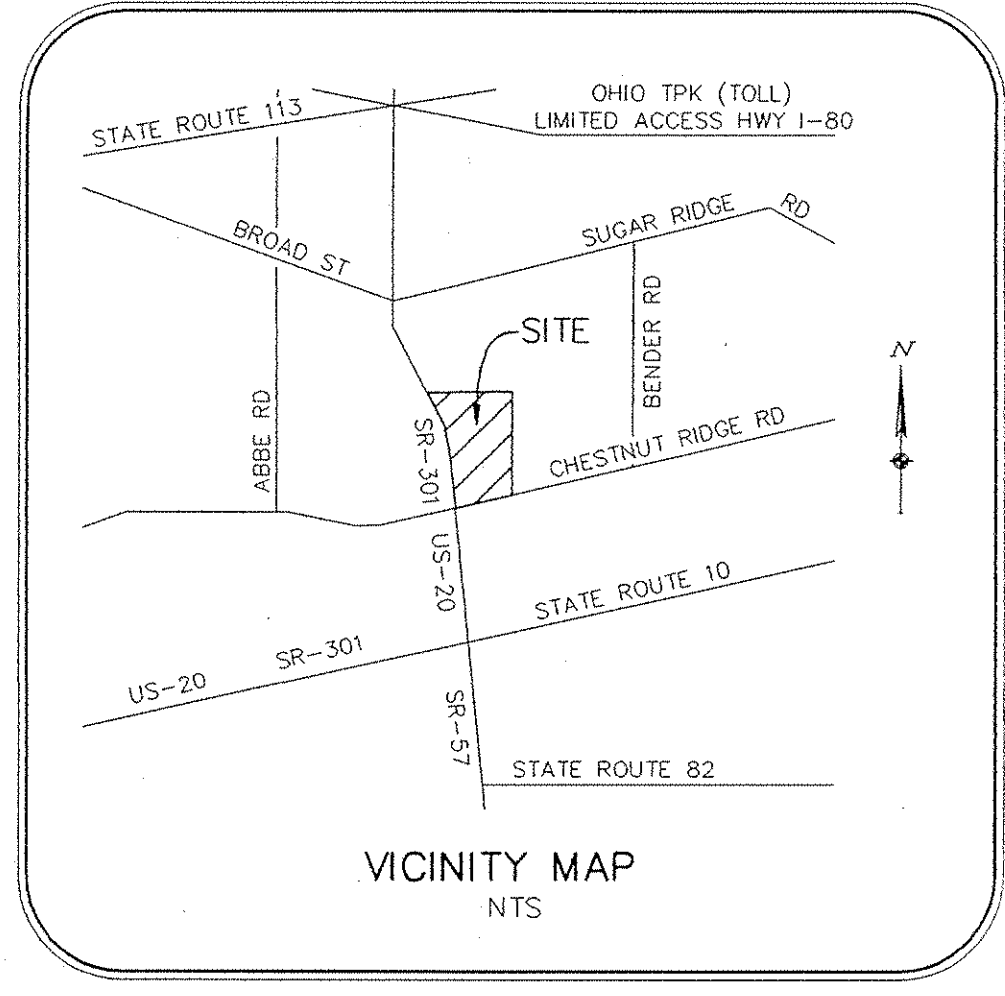 OHIO TPK (TOLL)
LIMITED ACCESS HWY I-80
STATE ROUTE 113
BROAD ST
SUGAR RIDGE RD
BENDER RD
SITE
N
ABBE RD
SR-301
CHESTNUT RIDGE RD
US-20
STATE ROUTE 10
US-20 SR-301
SR-57
STATE ROUTE 82
VICINITY MAP
NTS